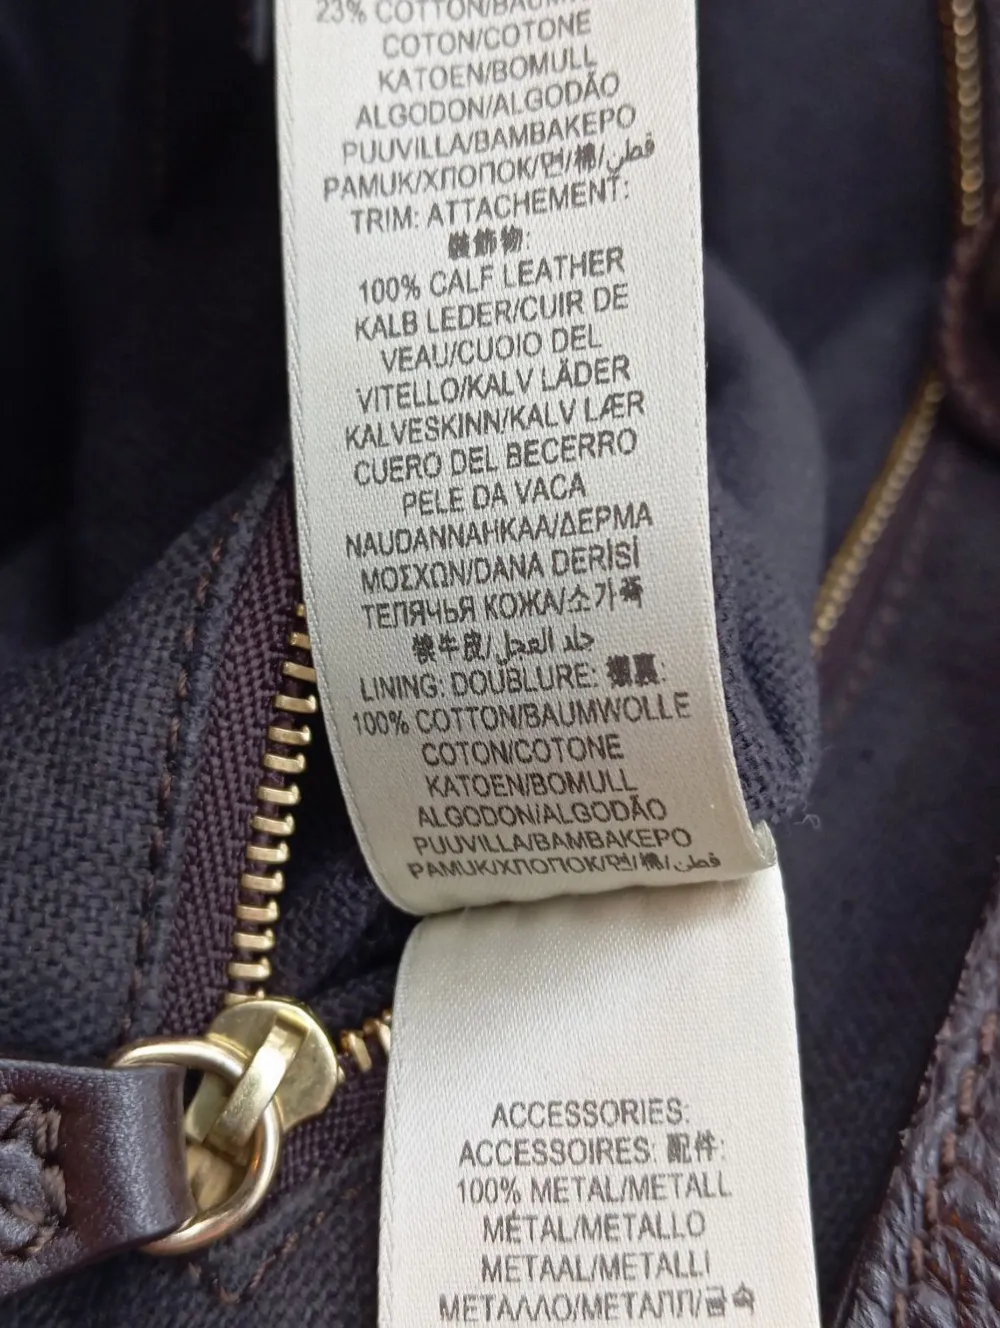 23% COTTON/BAUMWOLLE
COTON/COTONE
KATOEN/BOMULL
ALGODON/ALGODÃO
PUUVILLA/BAMBAKEPO
PAMUK/ХЛОПОК/면/棉/قطن
TRIM: ATTACHEMENT:
裝飾物:
100% CALF LEATHER
KALB LEDER/CUIR DE
VEAU/CUOIO DEL
VITELLO/KALV LÄDER
KALVESKINN/KALV LÆR
CUERO DEL BECERRO
PELE DA VACA
NAUDANNAHKAA/ΔΕΡΜΑ
ΜΟΣΧΩΝ/DANA DERİSİ
ТЕЛЯЧЬЯ КОЖА/소가죽
犢牛皮/جلد العجل
LINING: DOUBLURE: 裡裏:
100% COTTON/BAUMWOLLE
COTON/COTONE
KATOEN/BOMULL
ALGODON/ALGODÃO
PUUVILLA/BAMBAKEPO
PAMUK/ХЛОПОК/면/棉/قطن
ACCESSORIES:
ACCESSOIRES: 配件:
100% METAL/METALL
MÉTAL/METALLO
METAAL/METALLI
ΜΕΤΑΛΛΟ/МЕТАЛЛ/금속